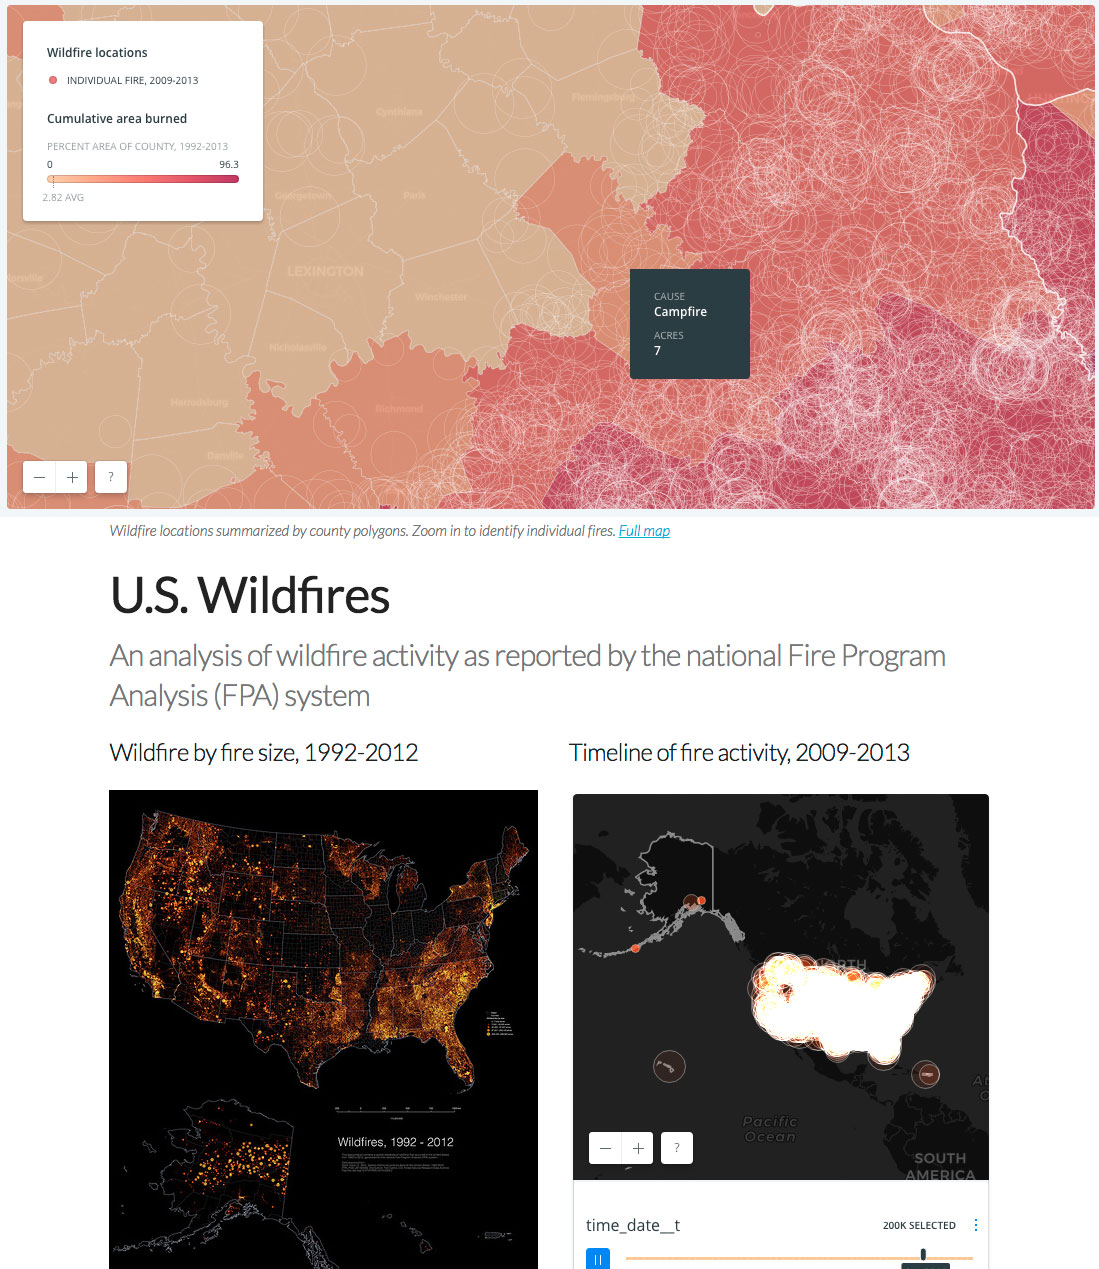 Wildfire locations
INDIVIDUAL FIRE, 2009-2013
Cumulative area burned
PERCENT AREA OF COUNTY, 1992-2013
0 96.3
2.82 AVG
Cynthiana
Flemingsburg
Georgetown
Paris
LEXINGTON
Winchester
Nicholasville
Harrodsburg
Richmond
Danville
CAUSE
Campfire
ACRES
7
− + ?
Wildfire locations summarized by county polygons. Zoom in to identify individual fires. Full map
U.S. Wildfires
An analysis of wildfire activity as reported by the national Fire Program
Analysis (FPA) system
Wildfire by fire size, 1992-2012
Timeline of fire activity, 2009-2013
Wildfires, 1992 - 2012
NORTH
Pacific
Ocean
SOUTH
AMERICA
− + ?
time_date__t
200K SELECTED